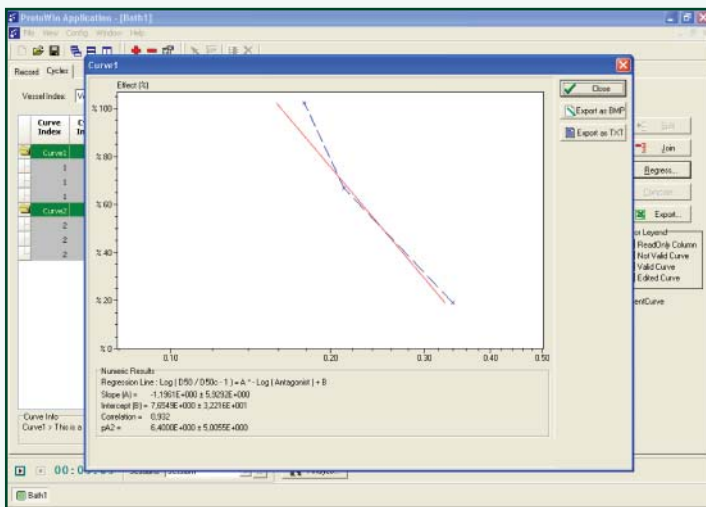 ProtoWin Application - [Bath1]
File View Config Window Help
Record Cycles
Vessel Index:
Curve Index
Curve1
1
1
1
Curve2
2
2
2
Curve1
Effect (%)
% 100
% 80
% 60
% 40
% 20
% 0
0.10 0.20 0.30 0.40 0.50
Numeric Results
Regression Line : Log ( D50 / D50c - 1 ) = A * - Log ( Antagonist ) + B
Slope (A) = -1,1961E+000 ± 5,9292E+000
Intercept (B) = 7,6549E+000 ± 3,2216E+001
Correlation = 0,932
pA2 = 6,4000E+000 ± 5,0055E+000
Close
Export as BMP
Export as TXT
Join
Regress...
Export...
or Legend
ReadOnly Column
Not Valid Curve
Valid Curve
Edited Curve
entCurve
Curve Info
Curve1 > This is a
Bath1